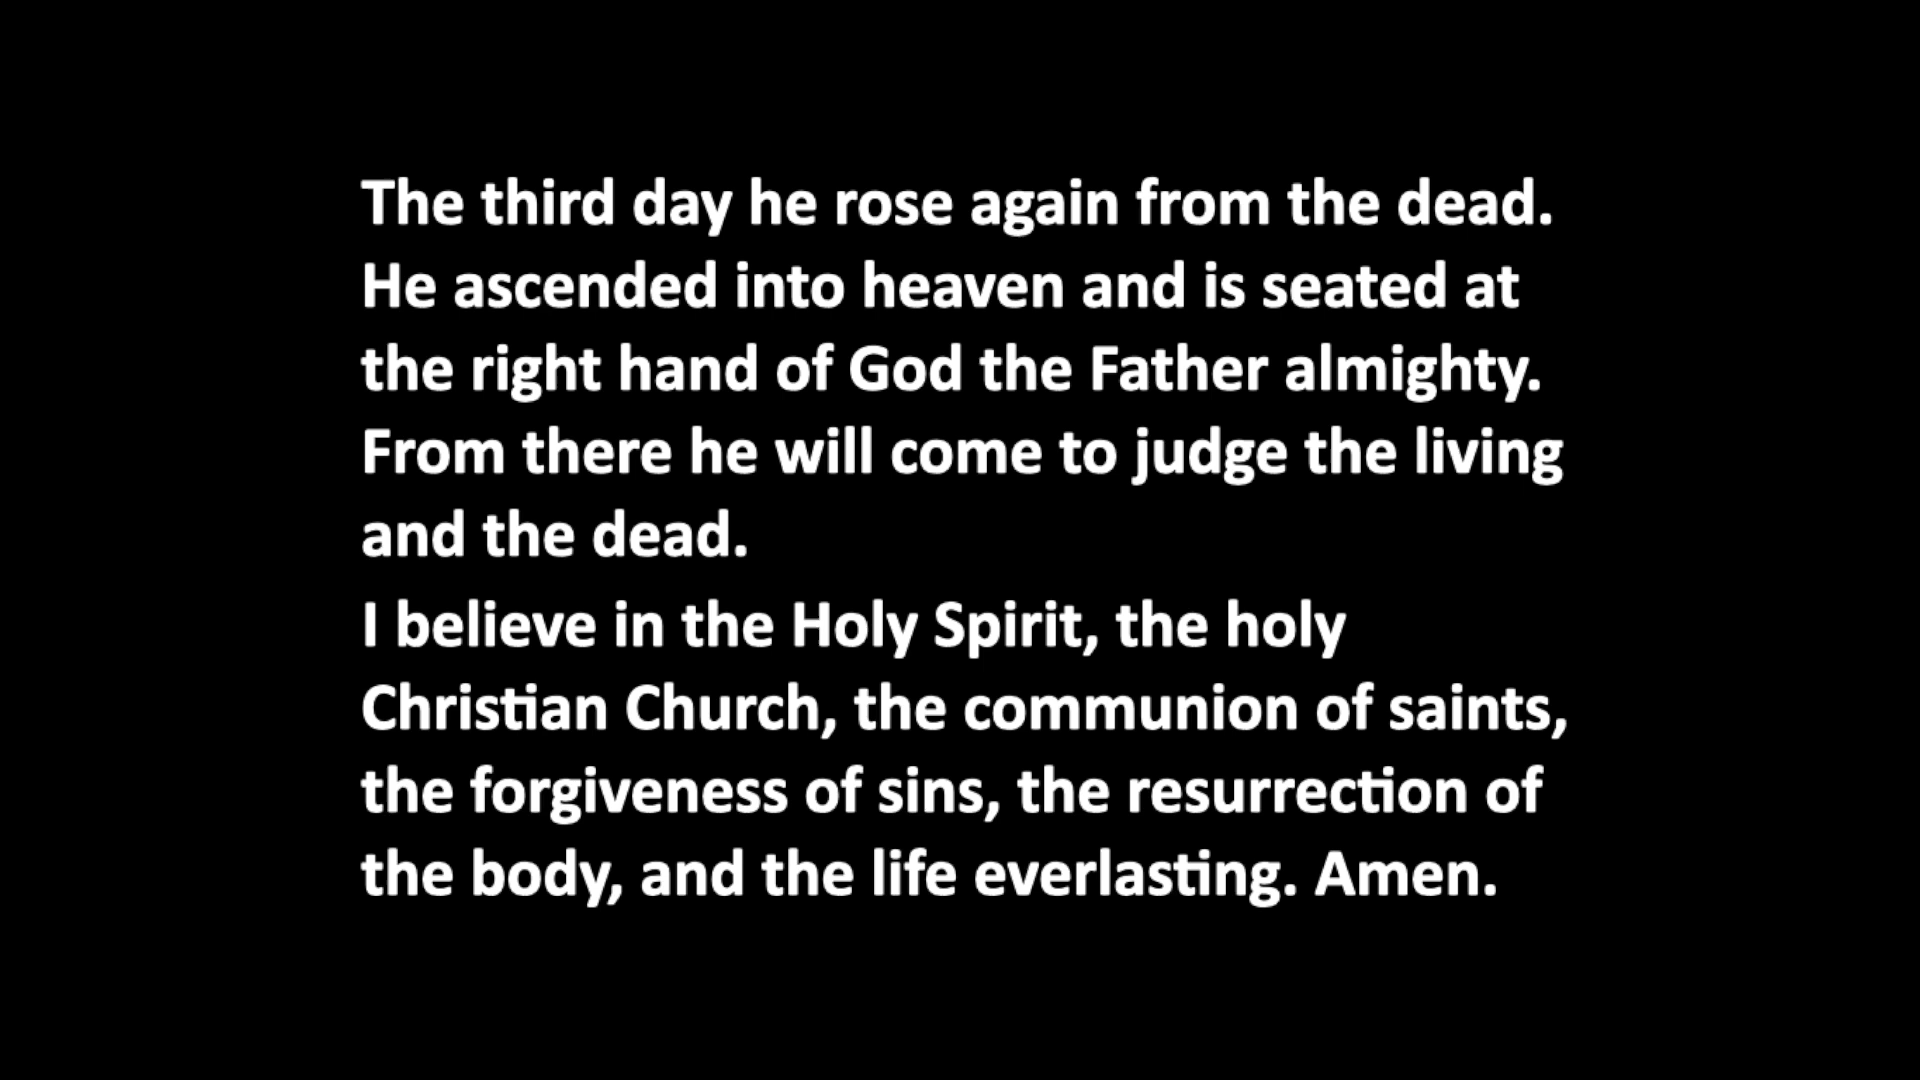 The third day he rose again from the dead.
He ascended into heaven and is seated at
the right hand of God the Father almighty.
From there he will come to judge the living
and the dead.
I believe in the Holy Spirit, the holy
Christian Church, the communion of saints,
the forgiveness of sins, the resurrection of
the body, and the life everlasting. Amen.